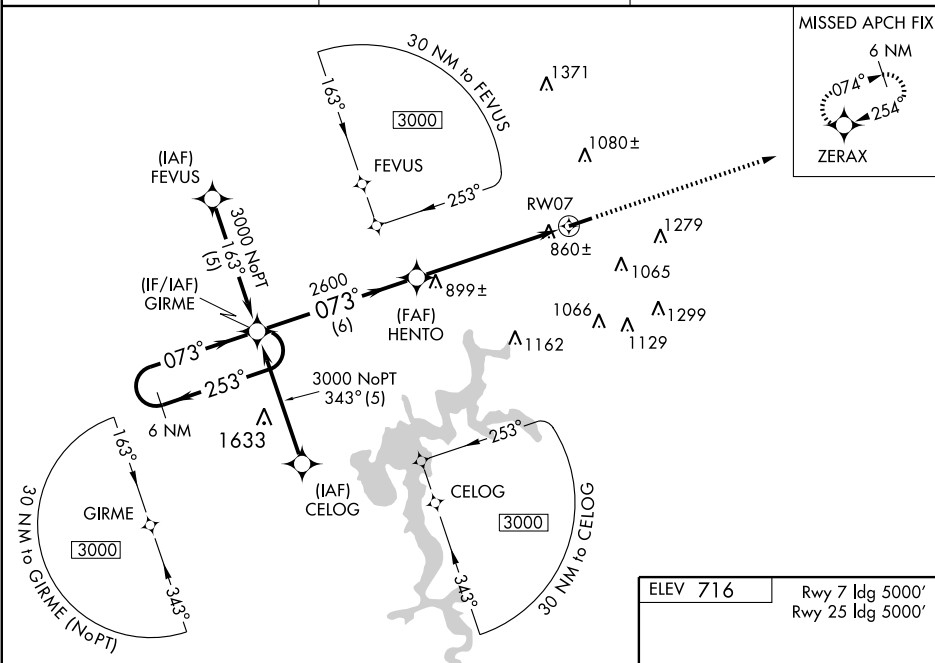 MISSED APCH FIX
6 NM
074°
254°
ZERAX
30 NM to FEVUS
163°
3000
FEVUS
253°
1371
1080±
(IAF)
FEVUS
3000 NoPT
163°
(5)
RW07
860±
1279
1065
(IF/IAF)
GIRME
2600
073°
(6)
899±
(FAF)
HENTO
1066
1299
1129
1162
073°
253°
6 NM
3000 NoPT
343° (5)
1633
(IAF)
CELOG
163°
GIRME
3000
343°
30 NM to GIRME (NoPT)
253°
CELOG
3000
343°
30 NM to CELOG
ELEV 716
Rwy 7 ldg 5000'
Rwy 25 ldg 5000'